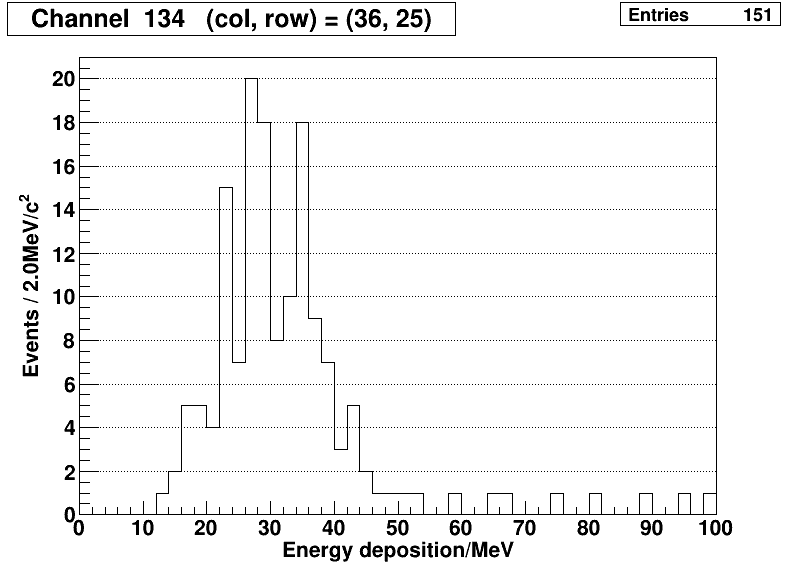 Channel 134 (col, row) = (36, 25)
Entries 151
Events / 2.0MeV/c²
20
18
16
14
12
10
8
6
4
2
0
0 10 20 30 40 50 60 70 80 90 100
Energy deposition/MeV